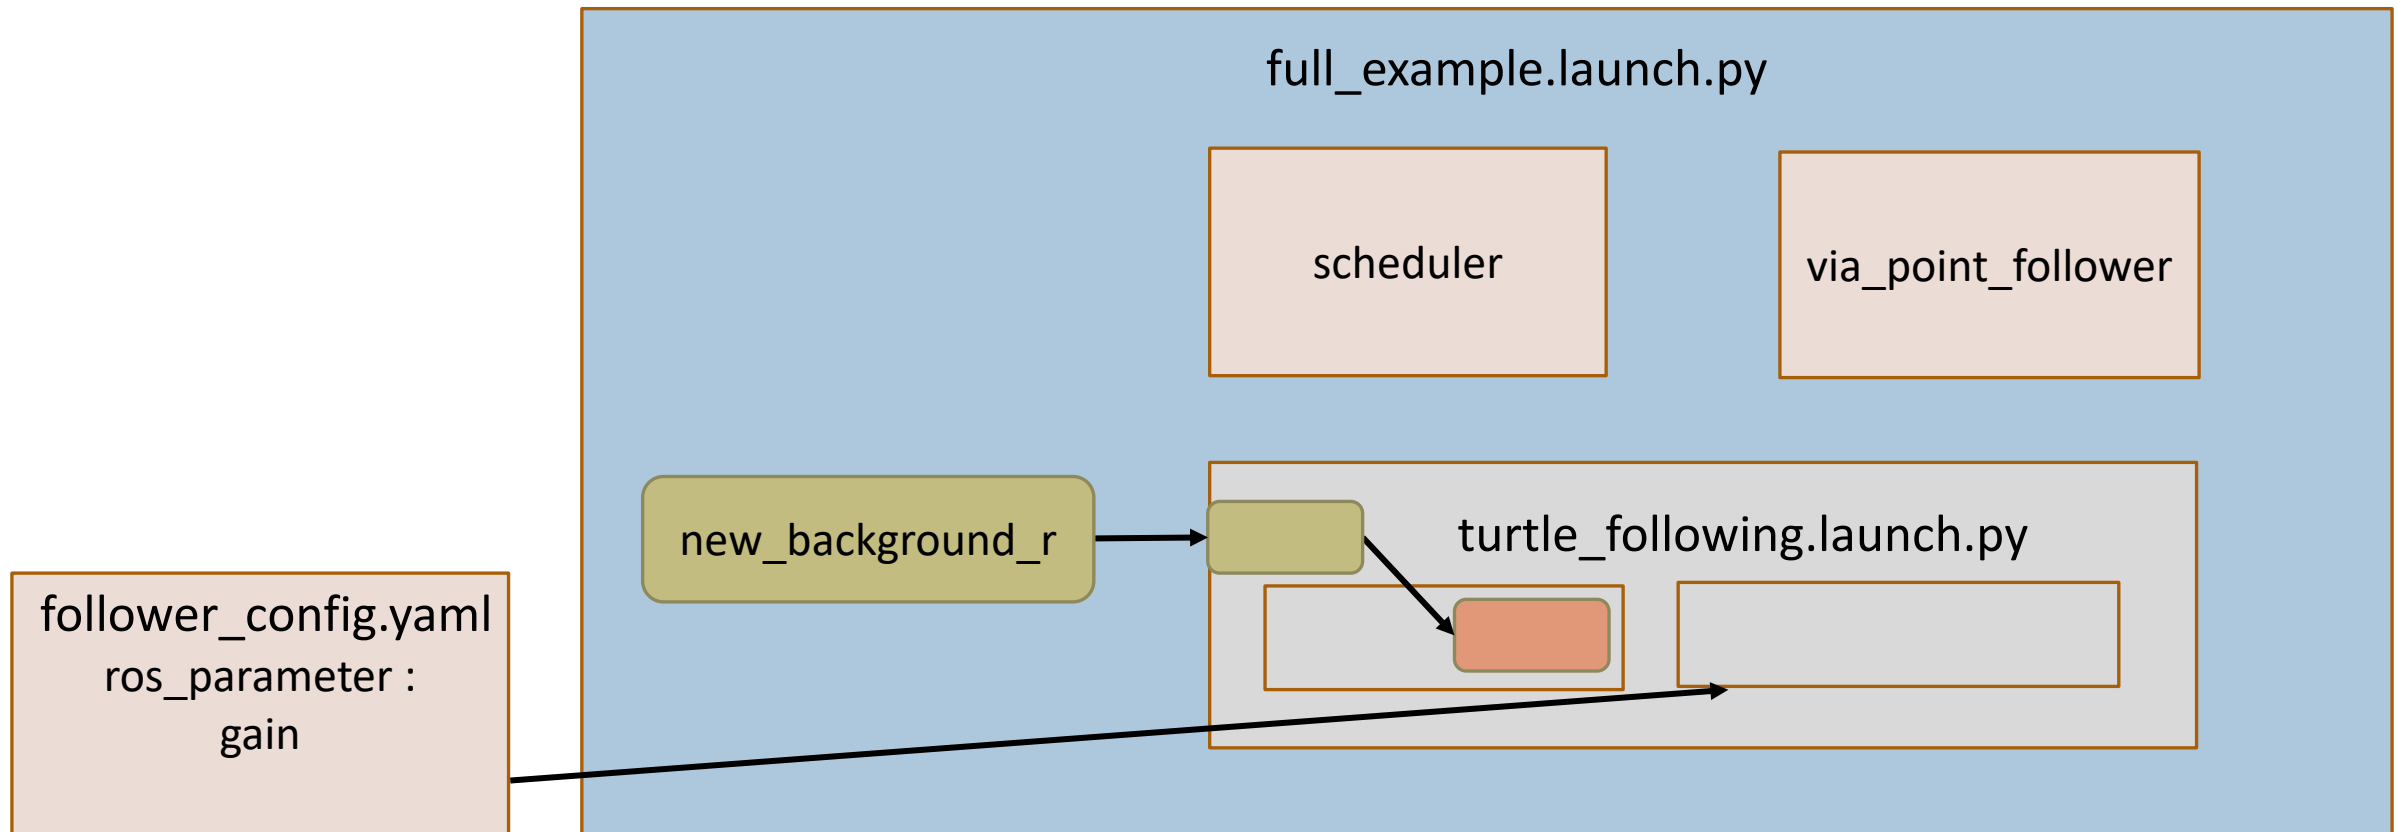 full_example.launch.py
scheduler
via_point_follower
new_background_r
turtle_following.launch.py
follower_config.yaml
ros_parameter :
gain